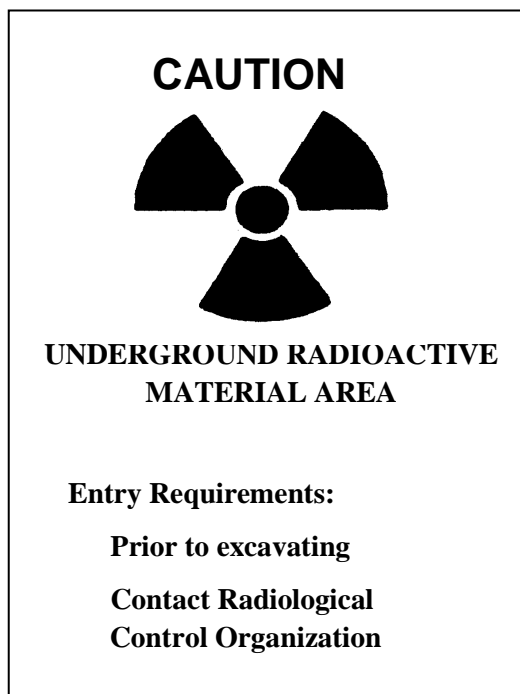 CAUTION
UNDERGROUND RADIOACTIVE
MATERIAL AREA
Entry Requirements:
Prior to excavating
Contact Radiological
Control Organization